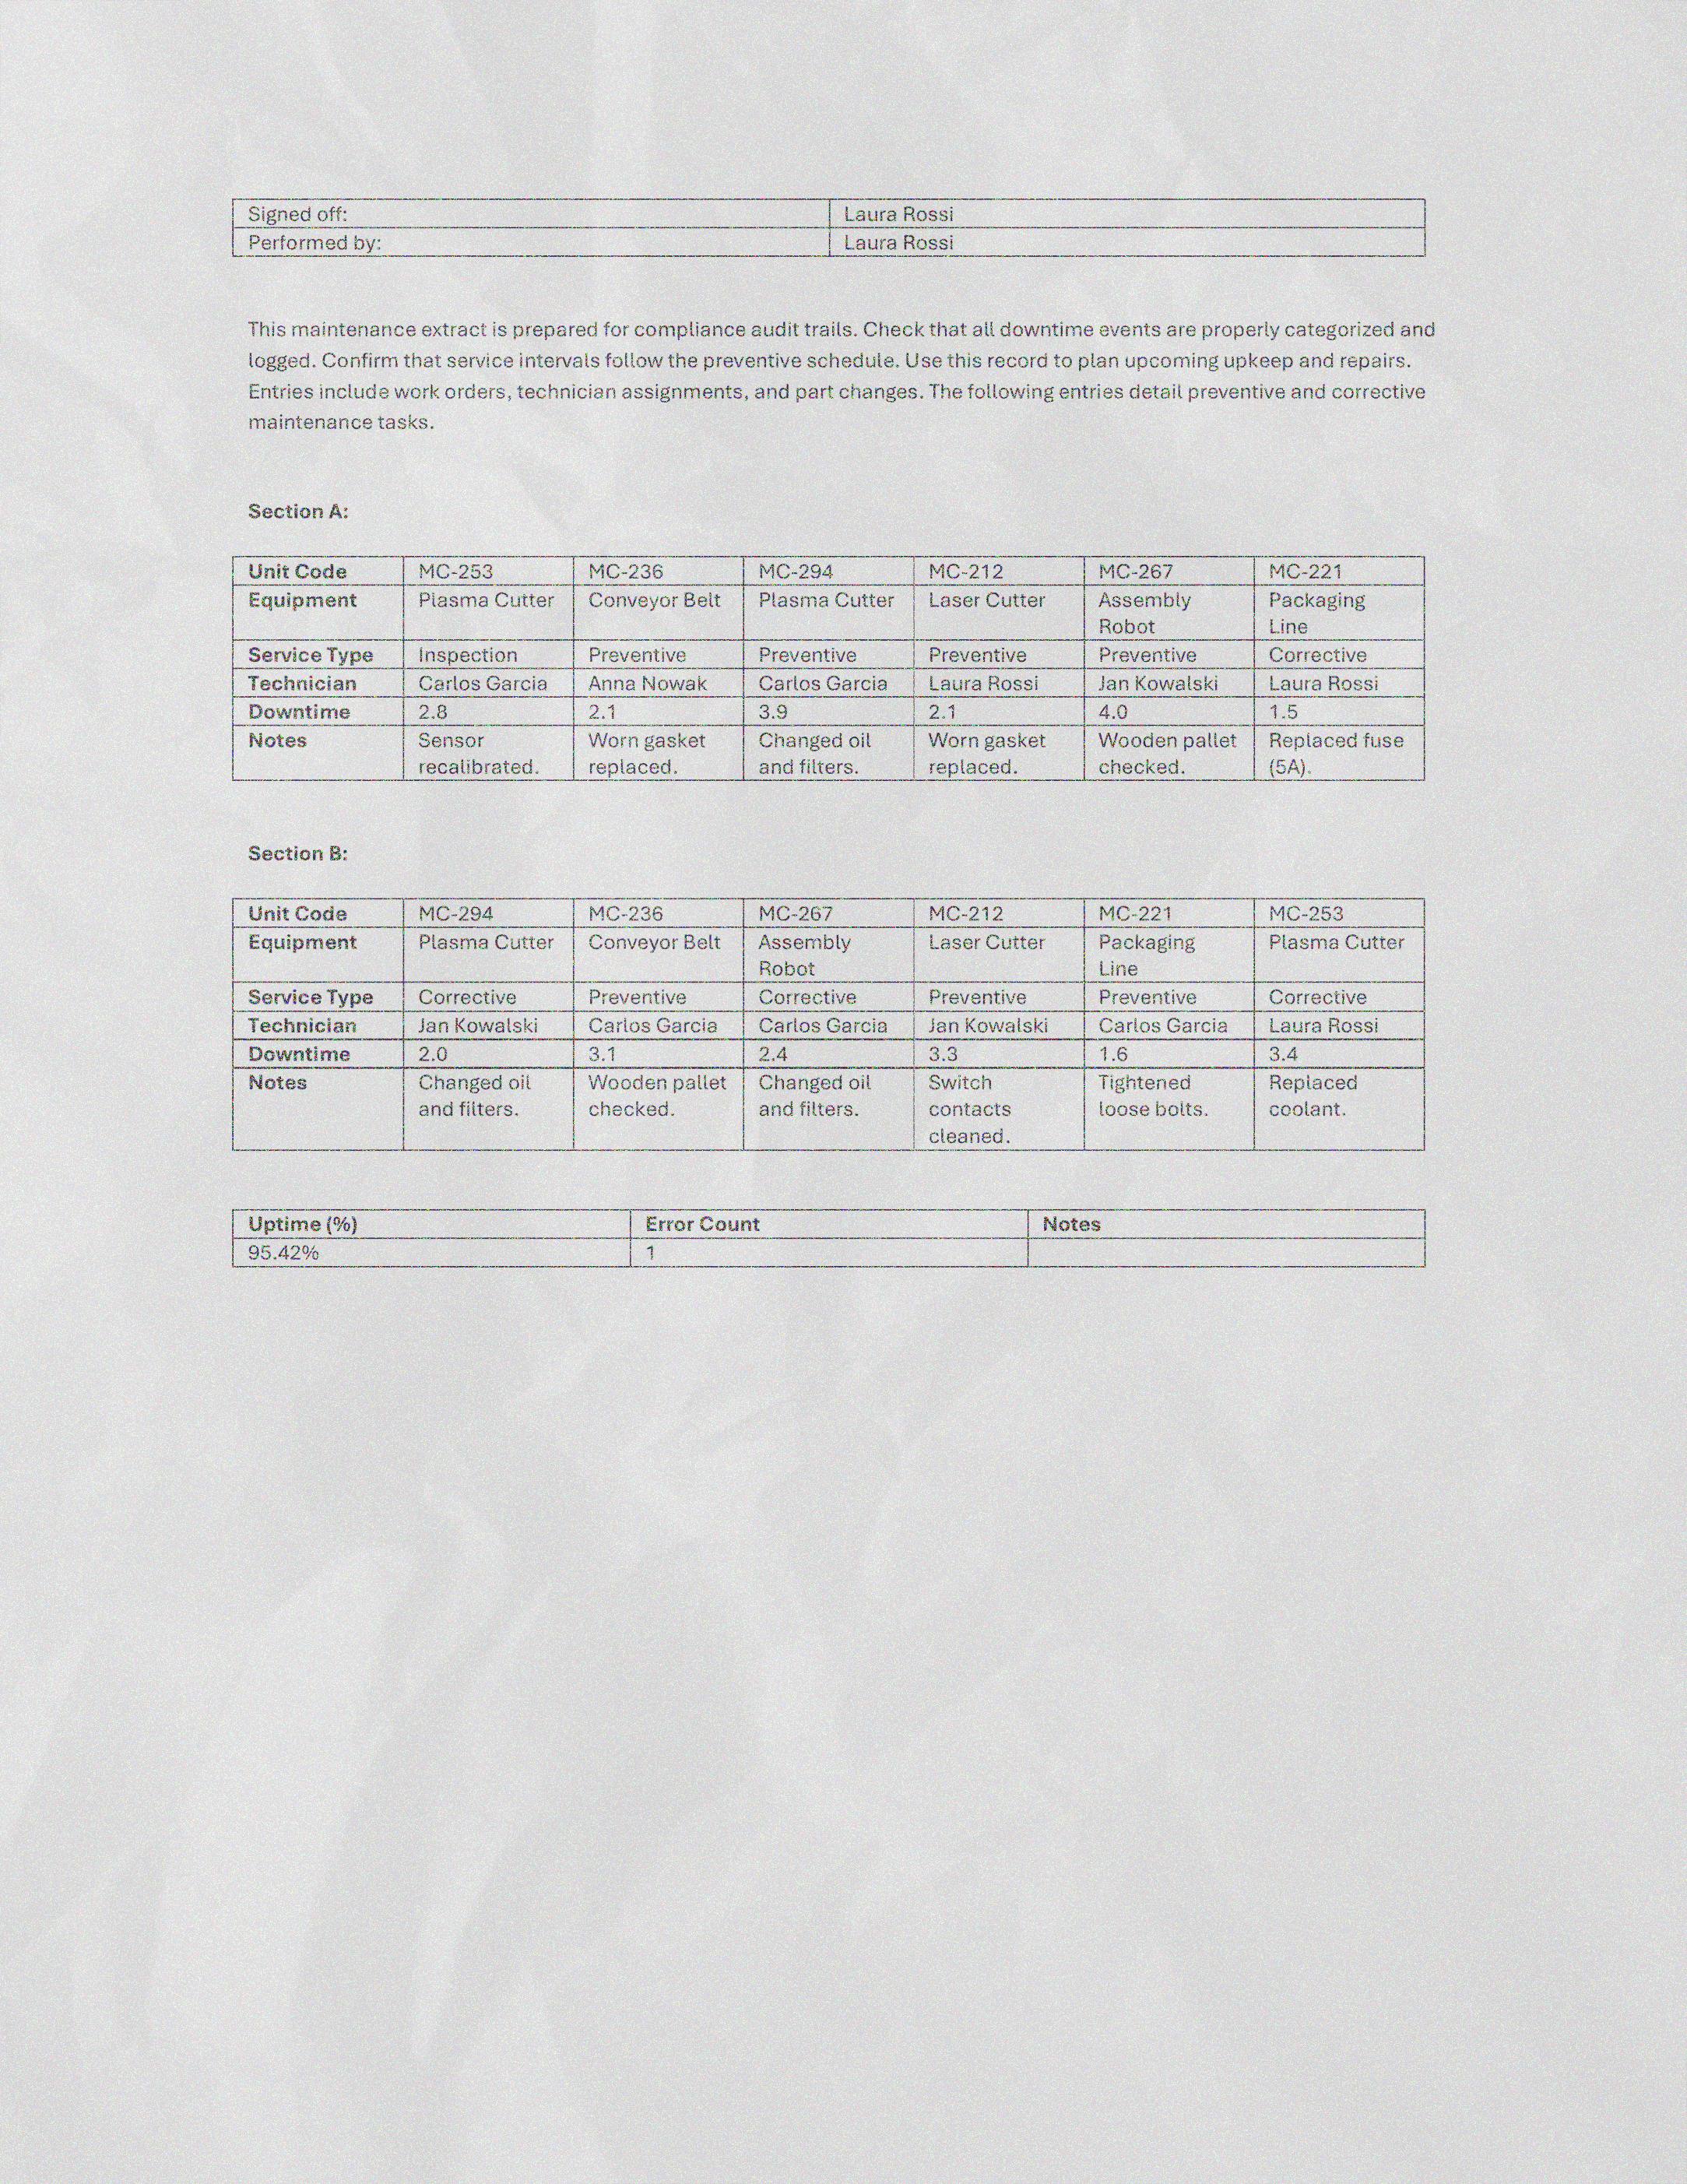 Signed off: Laura Rossi
Performed by: Laura Rossi
This maintenance extract is prepared for compliance audit trails. Check that all downtime events are properly categorized and
logged. Confirm that service intervals follow the preventive schedule. Use this record to plan upcoming upkeep and repairs.
Entries include work orders, technician assignments, and part changes. The following entries detail preventive and corrective
maintenance tasks.
Section A:
Unit Code MC-253 MC-236 MC-294 MC-212 MC-267 MC-221
Equipment Plasma Cutter Conveyor Belt Plasma Cutter Laser Cutter Assembly Packaging
Robot Line
Service Type Inspection Preventive Preventive Preventive Preventive Corrective
Technician Carlos Garcia Anna Nowak Carlos Garcia Laura Rossi Jan Kowalski Laura Rossi
Downtime 2.8 2.1 3.9 2.1 4.0 1.5
Notes Sensor Worn gasket Changed oil Worn gasket Wooden pallet Replaced fuse
recalibrated. replaced. and filters. replaced. checked. (5A).
Section B:
Unit Code MC-294 MC-236 MC-267 MC-212 MC-221 MC-253
Equipment Plasma Cutter Conveyor Belt Assembly Laser Cutter Packaging Plasma Cutter
Robot Line
Service Type Corrective Preventive Corrective Preventive Preventive Corrective
Technician Jan Kowalski Carlos Garcia Carlos Garcia Jan Kowalski Carlos Garcia Laura Rossi
Downtime 2.0 3.1 2.4 3.3 1.6 3.4
Notes Changed oil Wooden pallet Changed oil Switch Tightened Replaced
and filters. checked. and filters. contacts loose bolts. coolant.
cleaned.
Uptime (%) Error Count Notes
95.42% 1